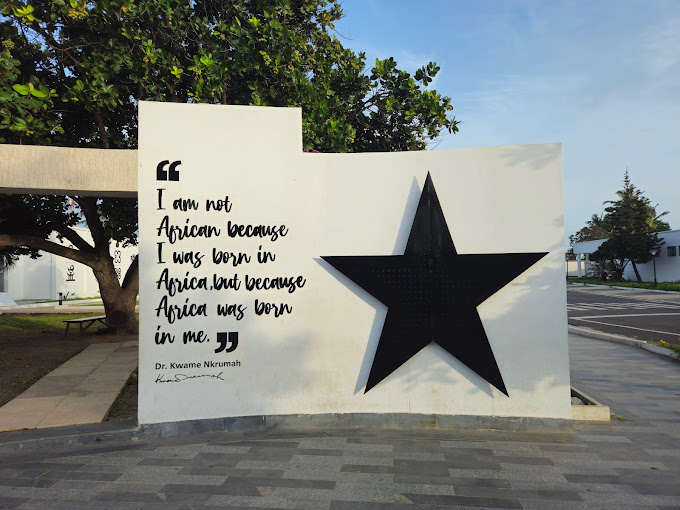 “
I am not
African because
I was born in
Africa, but because
Africa was born
in me. ”
Dr. Kwame Nkrumah